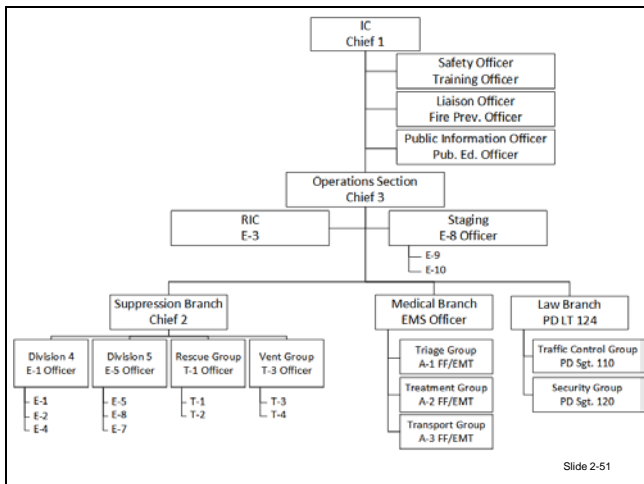 IC
Chief 1
Safety Officer
Training Officer
Liaison Officer
Fire Prev. Officer
Public Information Officer
Pub. Ed. Officer
Operations Section
Chief 3
RIC
E-3
Staging
E-8 Officer
E-9
E-10
Suppression Branch
Chief 2
Medical Branch
EMS Officer
Law Branch
PD LT 124
Division 4
E-1 Officer
E-1
E-2
E-4
Division 5
E-5 Officer
E-5
E-8
E-7
Rescue Group
T-1 Officer
T-1
T-2
Vent Group
T-3 Officer
T-3
T-4
Triage Group
A-1 FF/EMT
Treatment Group
A-2 FF/EMT
Transport Group
A-3 FF/EMT
Traffic Control Group
PD Sgt. 110
Security Group
PD Sgt. 120
Slide 2-51